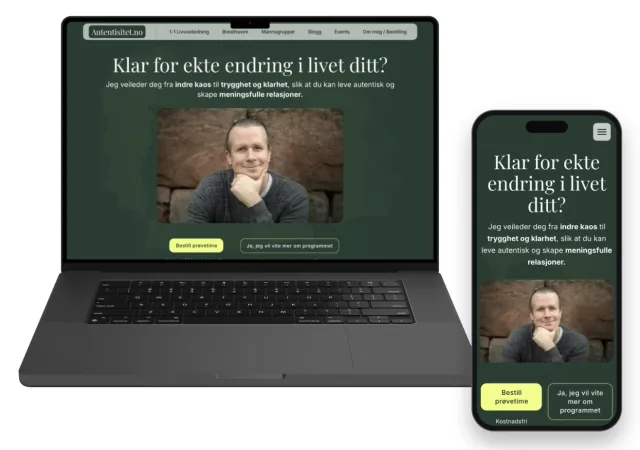 Autentisitet.no
1-1 Livsveiledning Breathwork Mannsgrupper Blogg Events Om meg / Bestilling
Klar for ekte endring i livet ditt?
Jeg veileder deg fra indre kaos til trygghet og klarhet, slik at du kan leve autentisk og
skape meningsfulle relasjoner.
Bestill prøvetime
Ja, jeg vil vite mer om programmet
Klar for ekte
endring i livet
ditt?
Jeg veileder deg fra indre kaos til
trygghet og klarhet, slik at du kan
leve autentisk og skape meningsfulle
relasjoner.
Bestill
prøvetime
Ja, jeg vil vite
mer om
programmet
Kostnadsfri